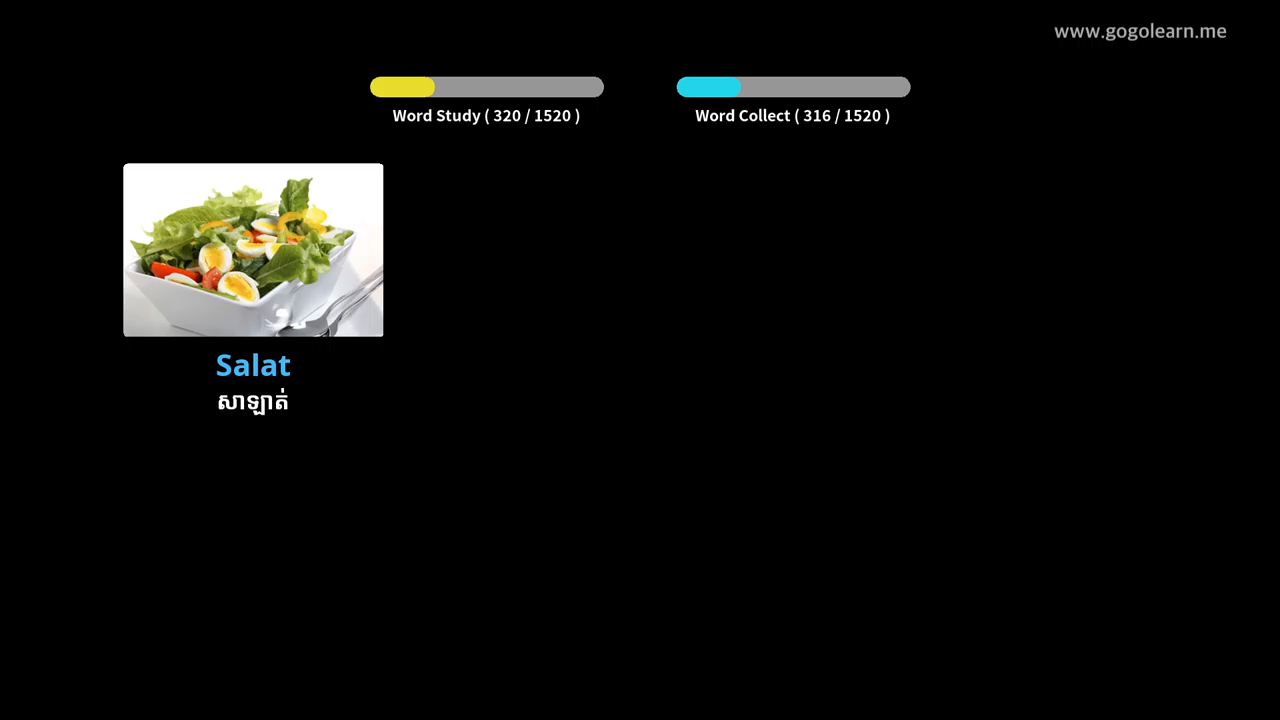 www.gogolearn.me
Word Study ( 320 / 1520 )
Word Collect ( 316 / 1520 )
Salat
សាឡាត់